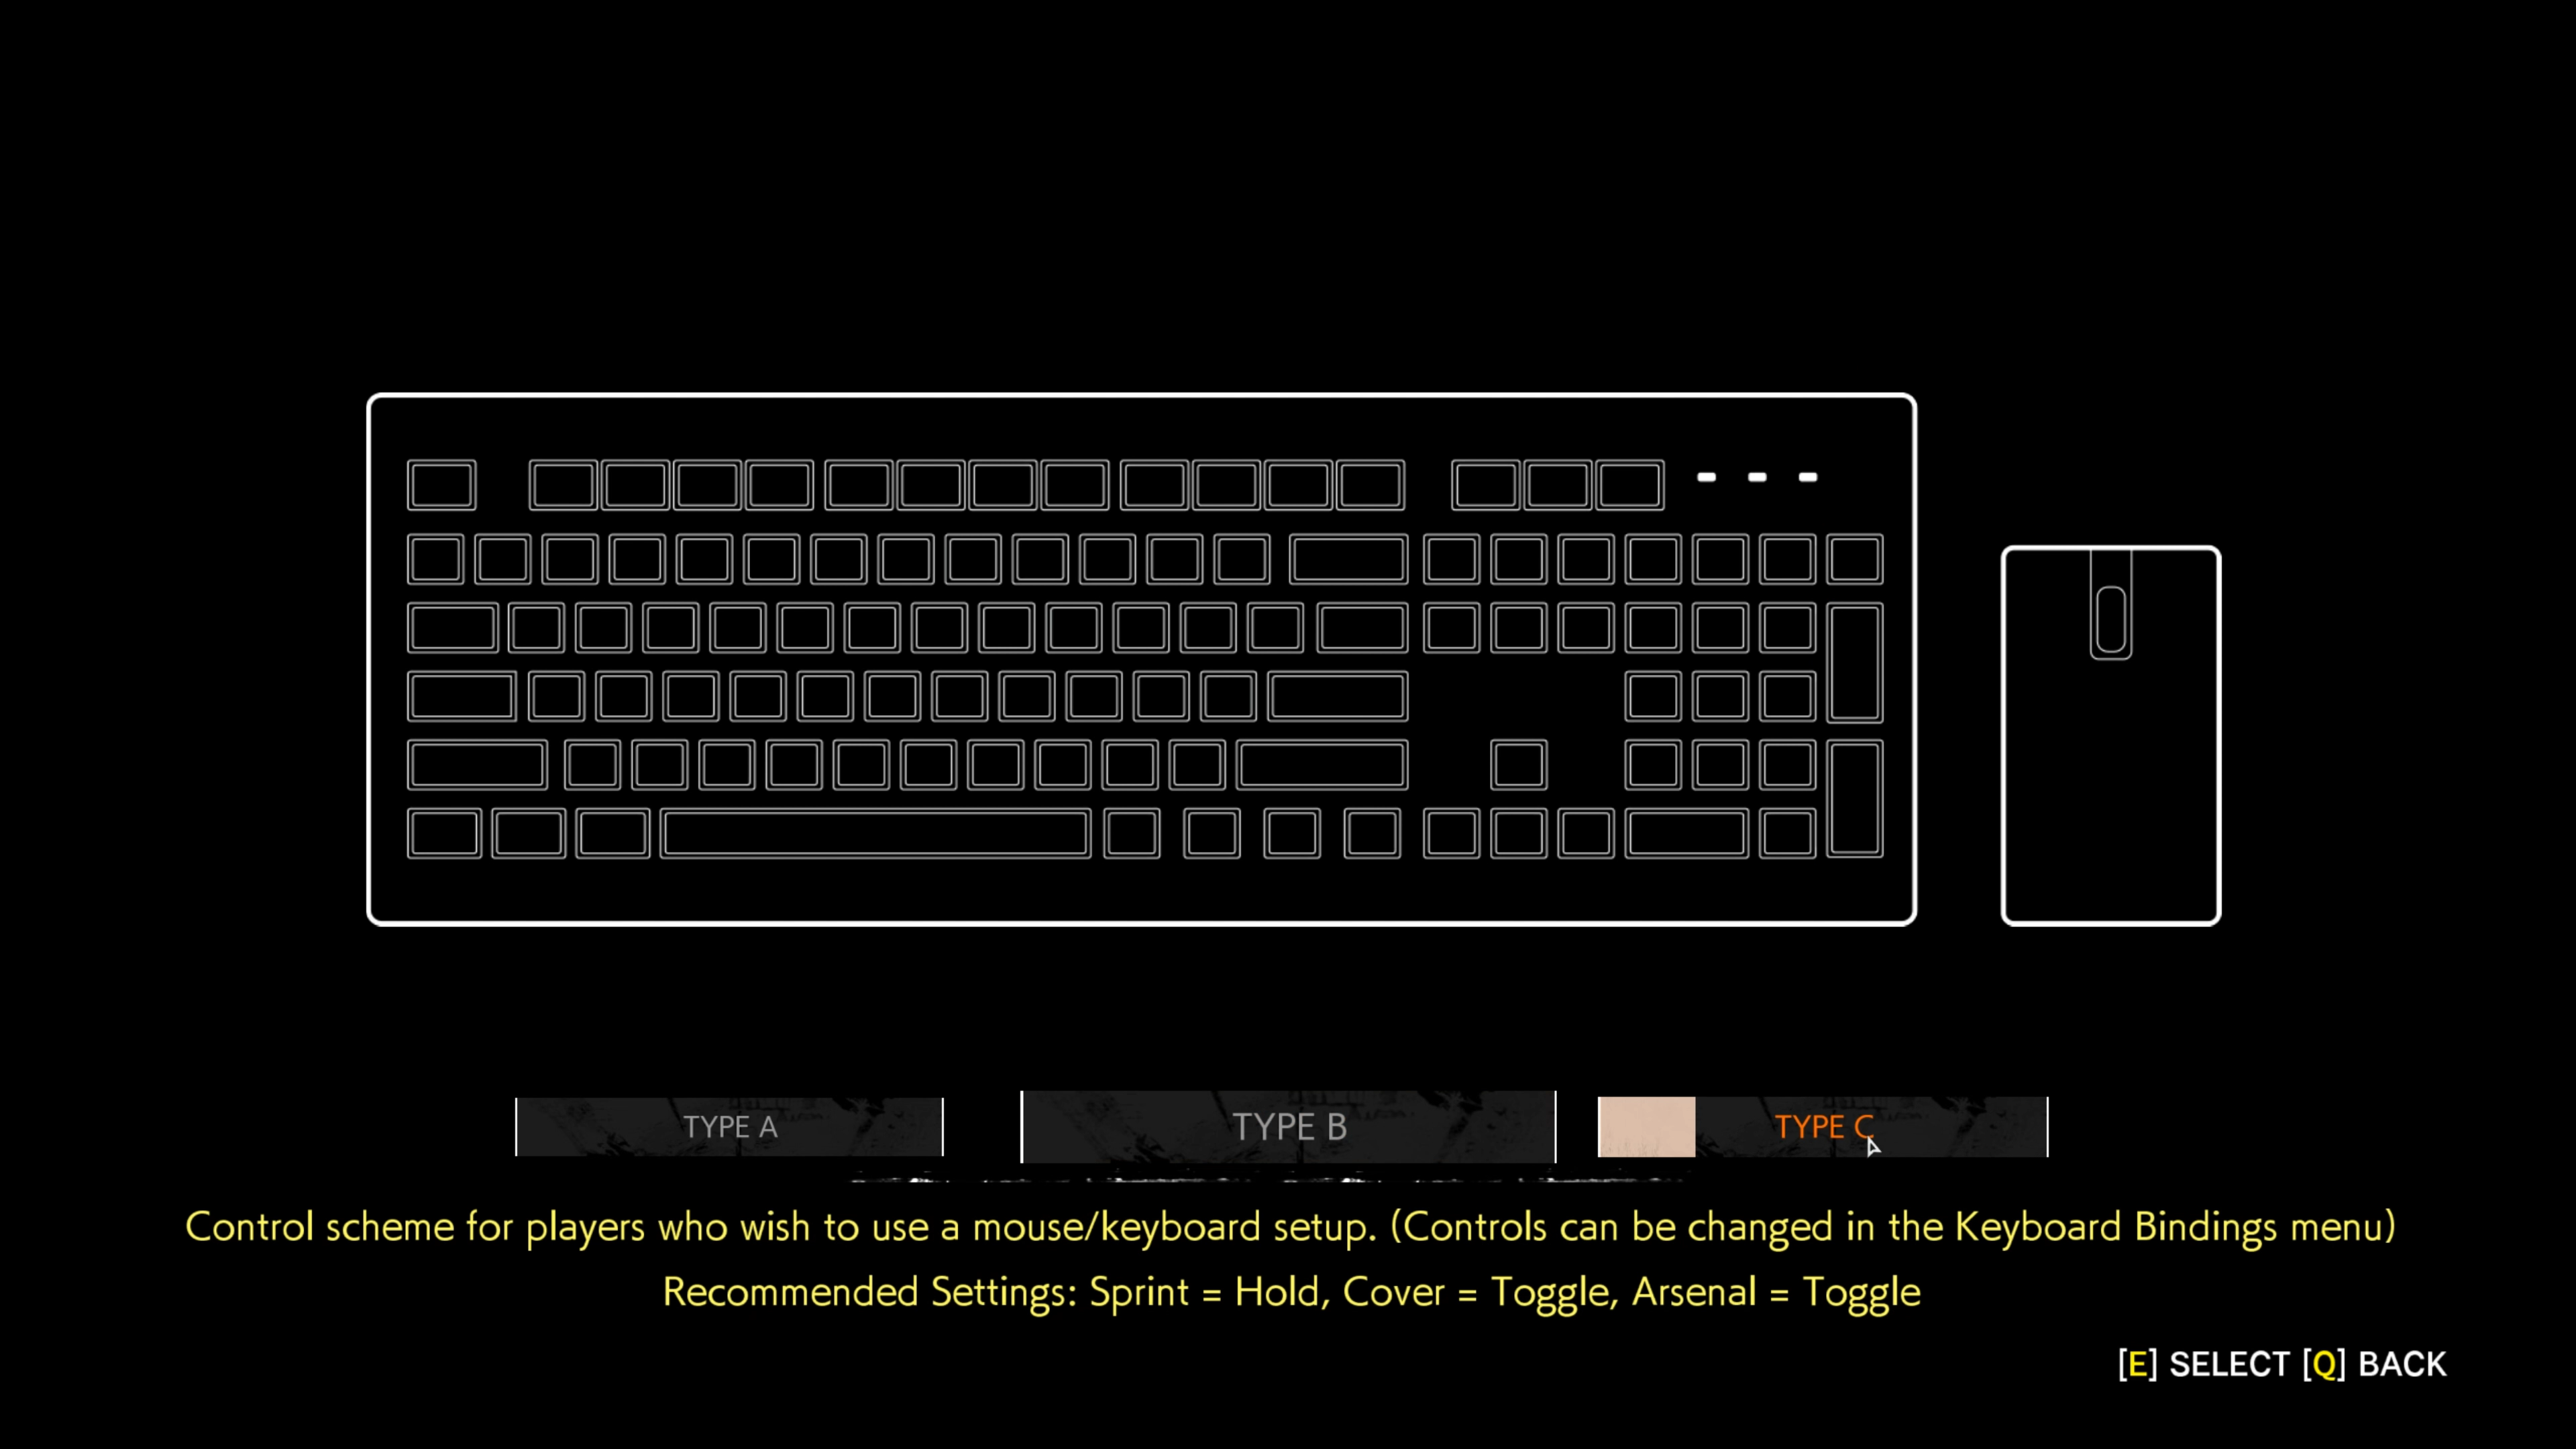 TYPE A
TYPE B
TYPE C
Control scheme for players who wish to use a mouse/keyboard setup. (Controls can be changed in the Keyboard Bindings menu)
Recommended Settings: Sprint = Hold, Cover = Toggle, Arsenal = Toggle
[E] SELECT [Q] BACK